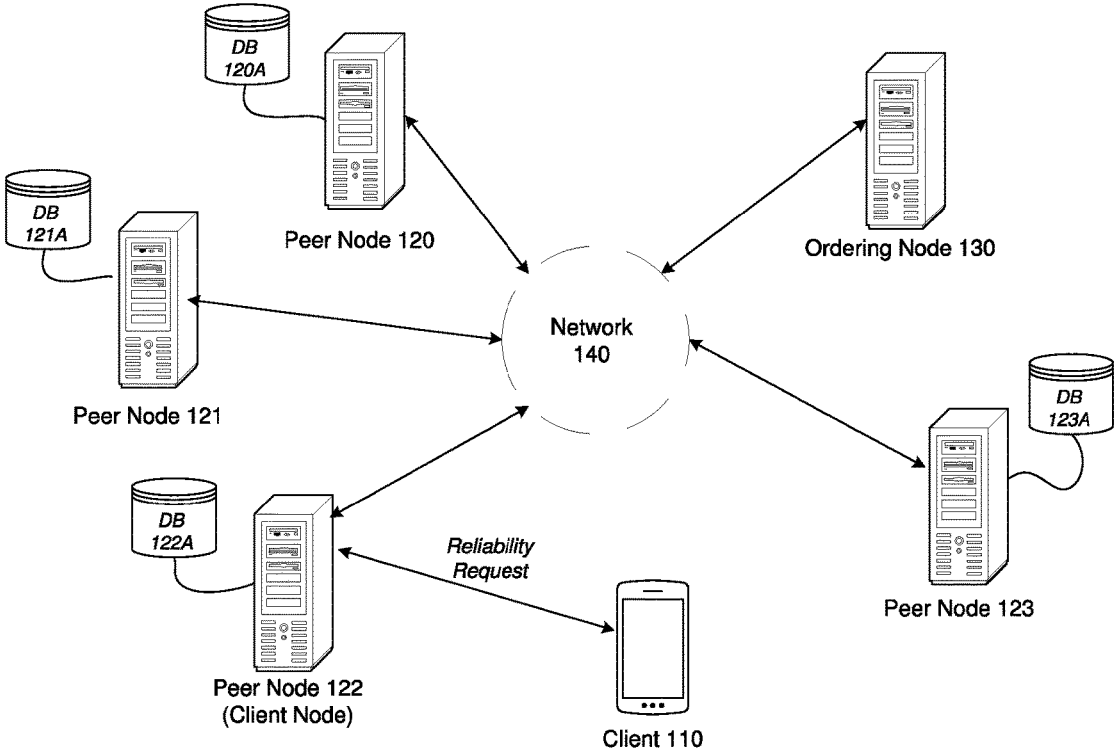 DB
120A
Peer Node 120
Ordering Node 130
DB
121A
Peer Node 121
Network
140
DB
123A
Peer Node 123
DB
122A
Reliability
Request
Peer Node 122
(Client Node)
Client 110